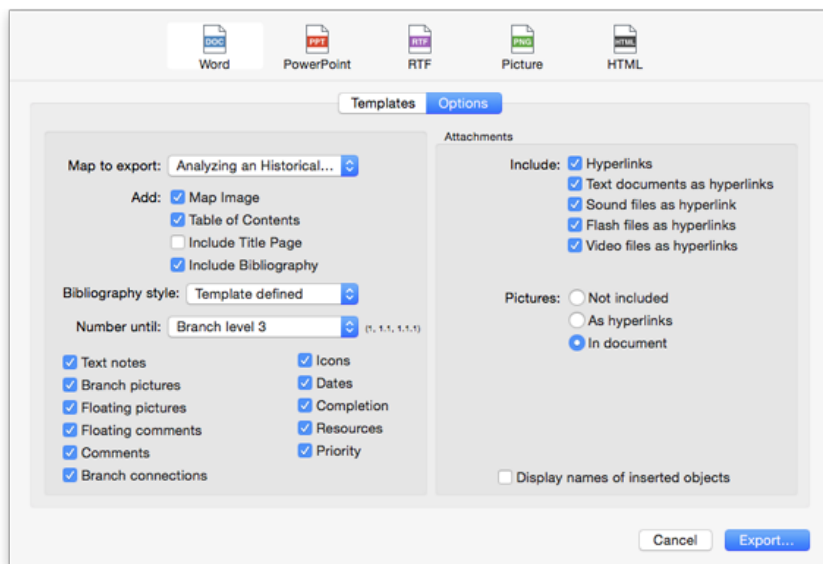 DOC PPT RTF PNG HTML
Word PowerPoint RTF Picture HTML
Templates Options
Map to export: Analyzing an Historical...
Add: Map Image
Table of Contents
Include Title Page
Include Bibliography
Bibliography style: Template defined
Number until: Branch level 3 (1, 1.1, 1.1.1)
Text notes
Branch pictures
Floating pictures
Floating comments
Comments
Branch connections
Icons
Dates
Completion
Resources
Priority
Attachments
Include: Hyperlinks
Text documents as hyperlinks
Sound files as hyperlink
Flash files as hyperlinks
Video files as hyperlinks
Pictures: Not included
As hyperlinks
In document
Display names of inserted objects
Cancel Export...